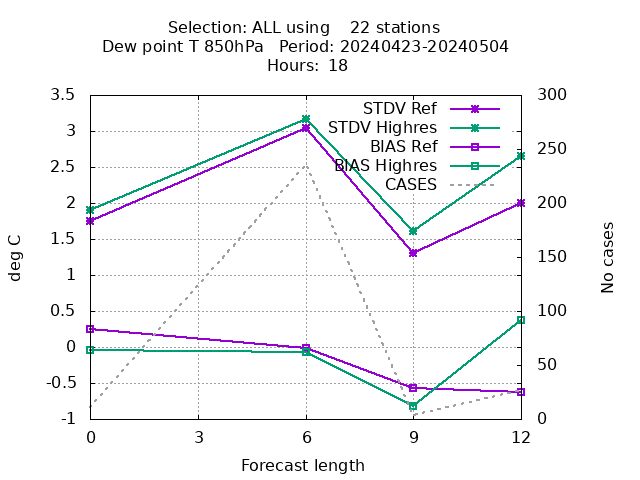 Selection: ALL using    22 stations
Dew point T 850hPa   Period: 20240423-20240504
Hours:  18
STDV Ref
STDV Highres
BIAS Ref
BIAS Highres
CASES
3.5
3
2.5
2
1.5
1
0.5
0
-0.5
-1
deg C
300
250
200
150
100
50
0
No cases
0 3 6 9 12
Forecast length